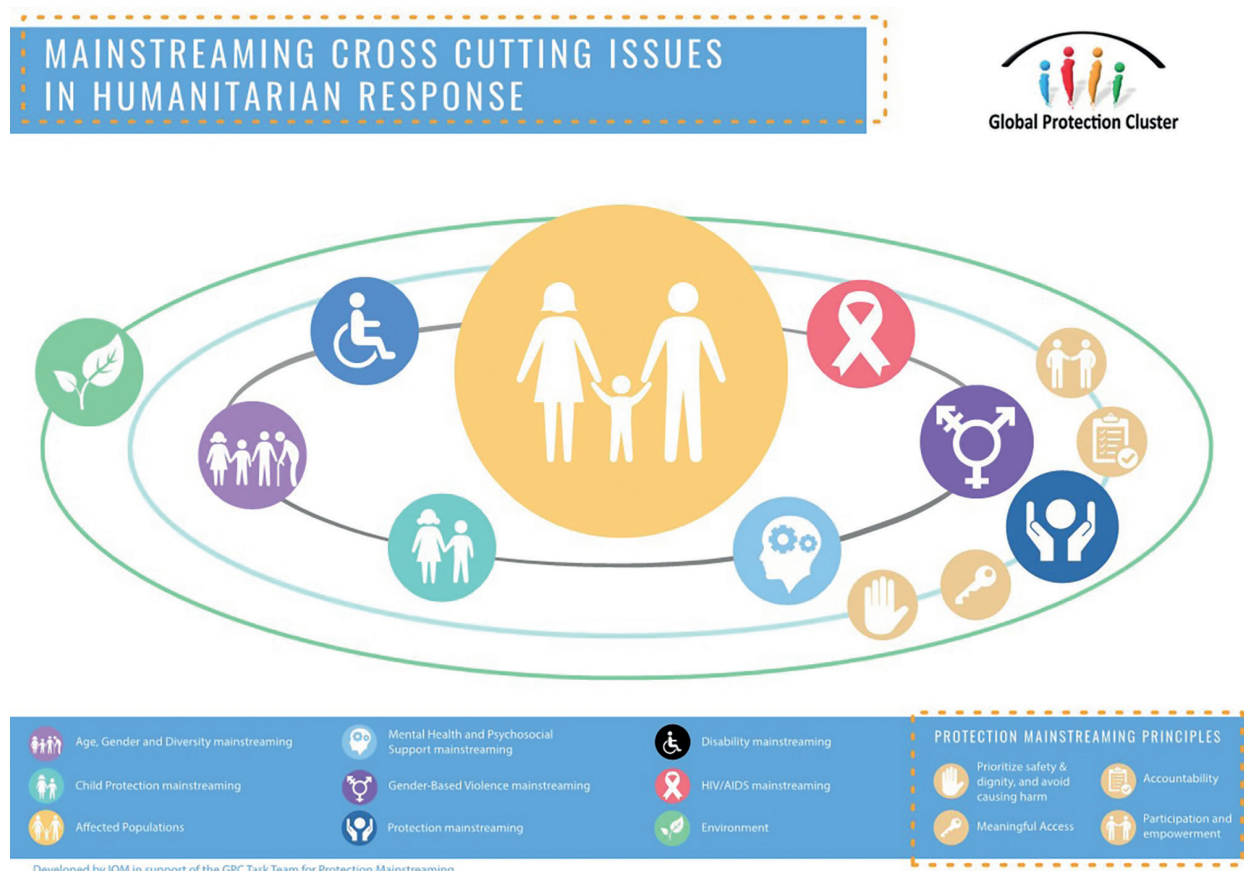 MAINSTREAMING CROSS CUTTING ISSUES
IN HUMANITARIAN RESPONSE
Global Protection Cluster
Age, Gender and Diversity mainstreaming
Child Protection mainstreaming
Affected Populations
Mental Health and Psychosocial
Support mainstreaming
Gender-Based Violence mainstreaming
Protection mainstreaming
Disability mainstreaming
HIV/AIDS mainstreaming
Environment
PROTECTION MAINSTREAMING PRINCIPLES
Prioritize safety &
dignity, and avoid
causing harm
Meaningful Access
Accountability
Participation and
empowerment
Developed by IOM in support of the GPC Task Team for Protection Mainstreaming